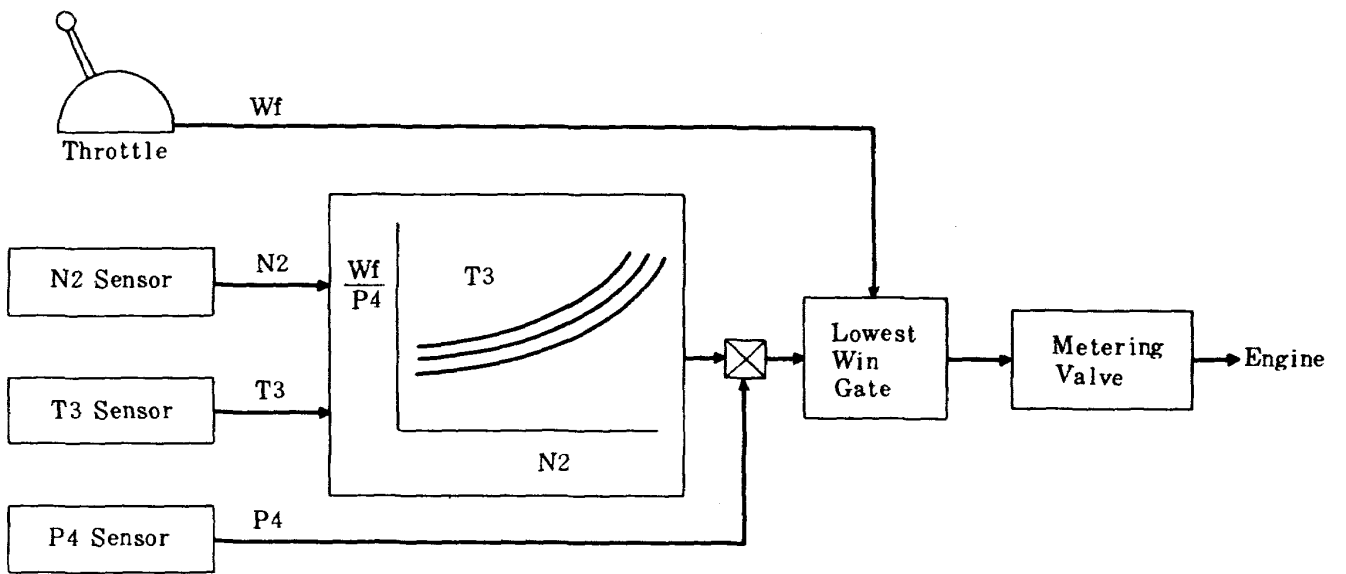 Wf
Throttle
N2 Sensor
N2
Wf
P4
T3
T3 Sensor
T3
N2
P4 Sensor
P4
Lowest
Win
Gate
Metering
Valve
Engine